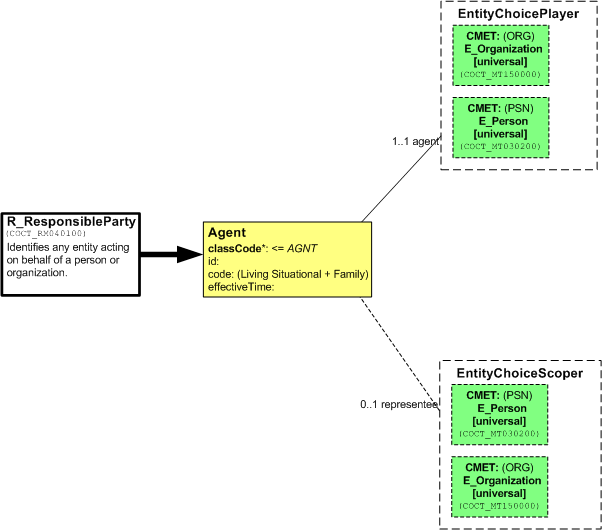 EntityChoicePlayer
CMET: (ORG)
E_Organization
[universal]
(COCT_MT150000)
CMET: (PSN)
E_Person
[universal]
(COCT_MT030200)
1..1 agent
R_ResponsibleParty
(COCT_RM040100)
Identifies any entity acting
on behalf of a person or
organization.
Agent
classCode*: <= AGNT
id:
code: (Living Situational + Family)
effectiveTime:
EntityChoiceScoper
CMET: (PSN)
E_Person
[universal]
(COCT_MT030200)
0..1 representee
CMET: (ORG)
E_Organization
[universal]
(COCT_MT150000)